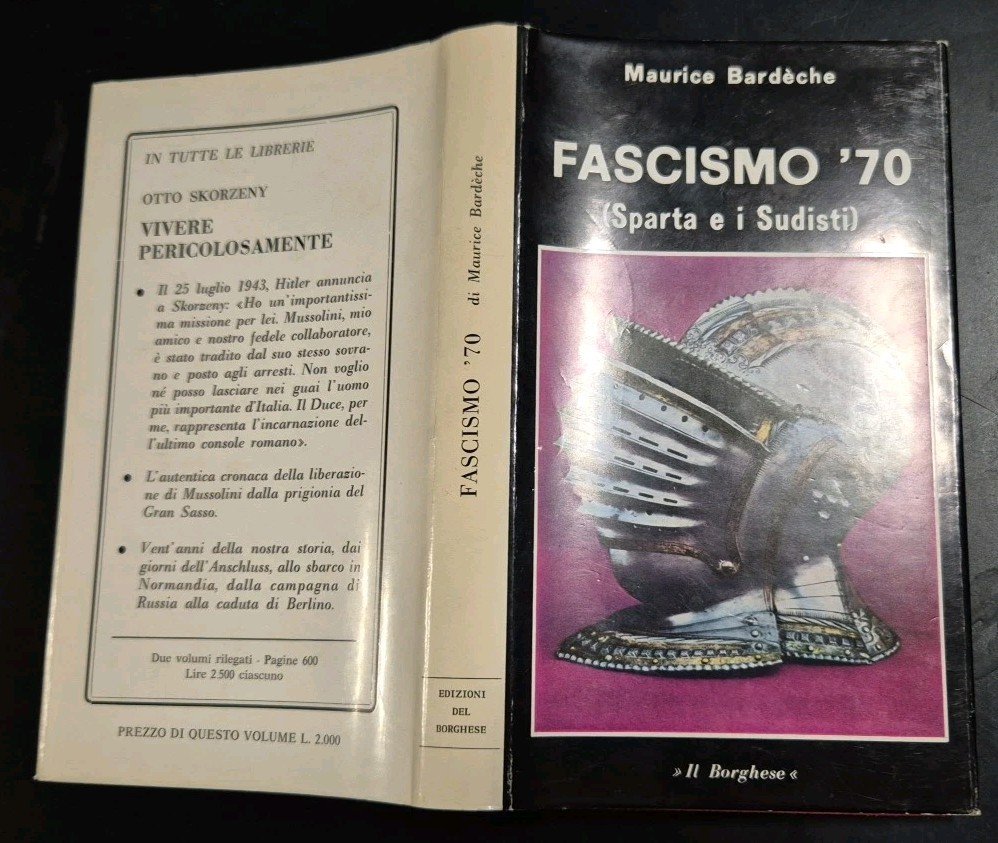 IN TUTTE LE LIBRERIE
OTTO SKORZENY
VIVERE
PERICOLOSAMENTE
• Il 25 luglio 1943, Hitler annuncia
a Skorzeny: «Ho un'importantissi-
ma missione per lei. Mussolini, mio
amico e nostro fedele collaboratore,
è stato tradito dal suo stesso sovra-
no e posto agli arresti. Non voglio
né posso lasciare nei guai l'uomo
più importante d'Italia. Il Duce, per
me, rappresenta l'incarnazione del-
l'ultimo console romano».
• L'autentica cronaca della liberazio-
ne di Mussolini dalla prigionia del
Gran Sasso.
• Vent'anni della nostra storia, dai
giorni dell'Anschluss, allo sbarco in
Normandia, dalla campagna di
Russia alla caduta di Berlino.
Due volumi rilegati - Pagine 600
Lire 2.500 ciascuno
PREZZO DI QUESTO VOLUME L. 2.000
FASCISMO '70 di Maurice Bardèche
EDIZIONI
DEL
BORGHESE
Maurice Bardèche
FASCISMO '70
(Sparta e i Sudisti)
»Il Borghese«